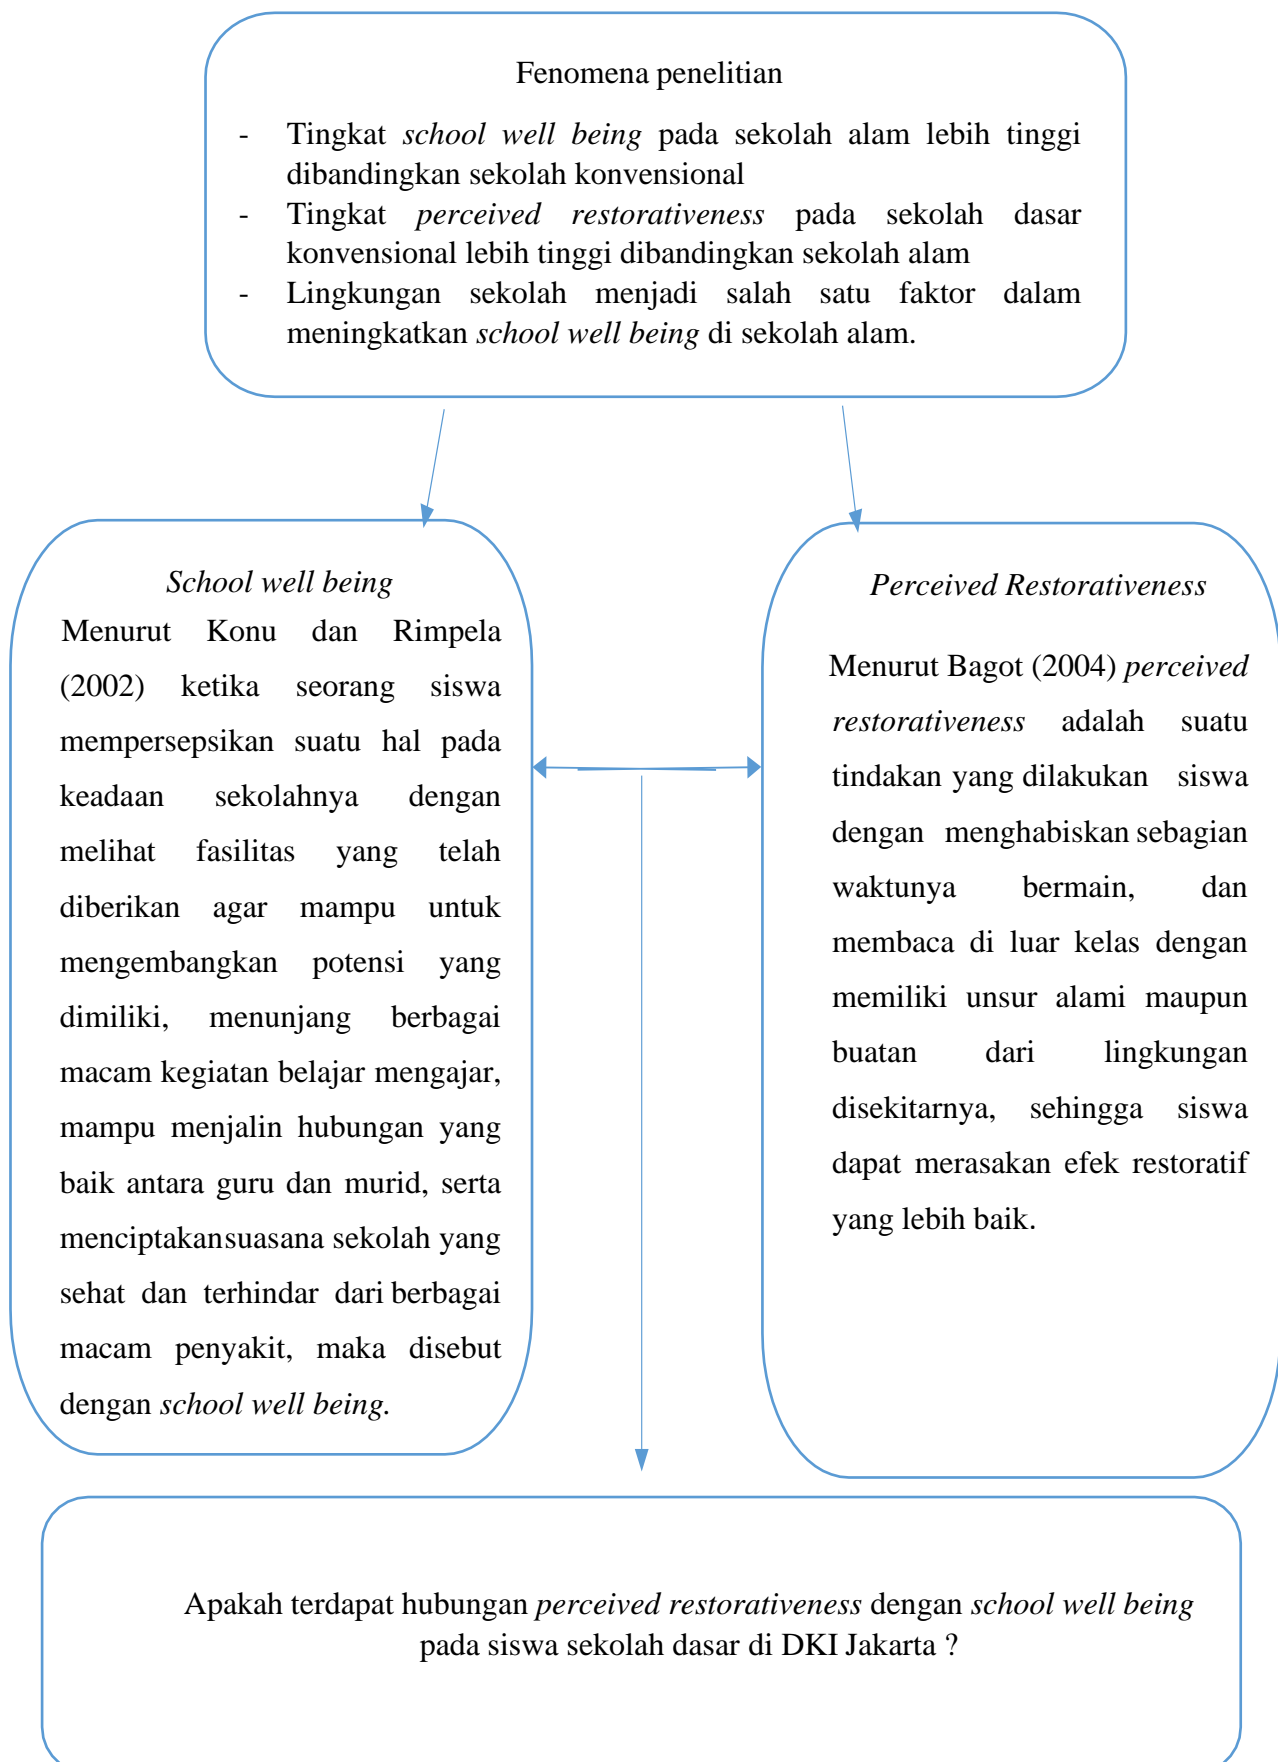 Fenomena penelitian
- Tingkat school well being pada sekolah alam lebih tinggi
dibandingkan sekolah konvensional
- Tingkat perceived restorativeness pada sekolah dasar
konvensional lebih tinggi dibandingkan sekolah alam
- Lingkungan sekolah menjadi salah satu faktor dalam
meningkatkan school well being di sekolah alam.
School well being
Menurut Konu dan Rimpela
(2002) ketika seorang siswa
mempersepsikan suatu hal pada
keadaan sekolahnya dengan
melihat fasilitas yang telah
diberikan agar mampu untuk
mengembangkan potensi yang
dimiliki, menunjang berbagai
macam kegiatan belajar mengajar,
mampu menjalin hubungan yang
baik antara guru dan murid, serta
menciptakansuasana sekolah yang
sehat dan terhindar dari berbagai
macam penyakit, maka disebut
dengan school well being.
Perceived Restorativeness
Menurut Bagot (2004) perceived
restorativeness adalah suatu
tindakan yang dilakukan siswa
dengan menghabiskan sebagian
waktunya bermain, dan
membaca di luar kelas dengan
memiliki unsur alami maupun
buatan dari lingkungan
disekitarnya, sehingga siswa
dapat merasakan efek restoratif
yang lebih baik.
Apakah terdapat hubungan perceived restorativeness dengan school well being
pada siswa sekolah dasar di DKI Jakarta ?